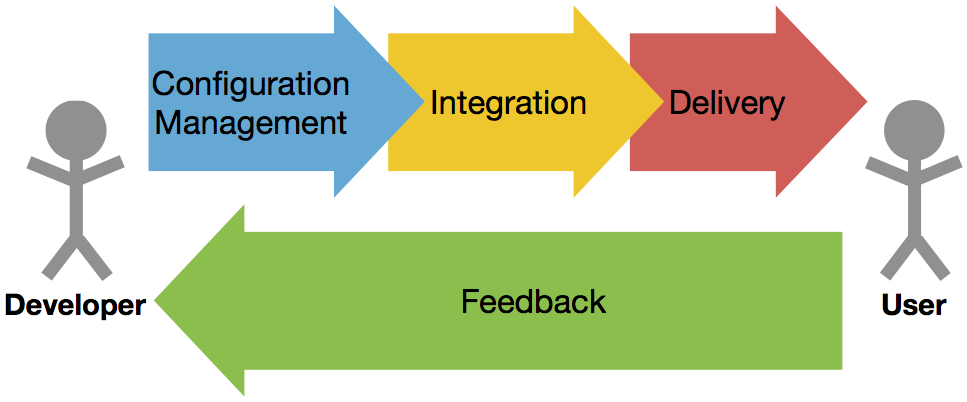 Configuration
Management
Integration
Delivery
Developer
Feedback
User